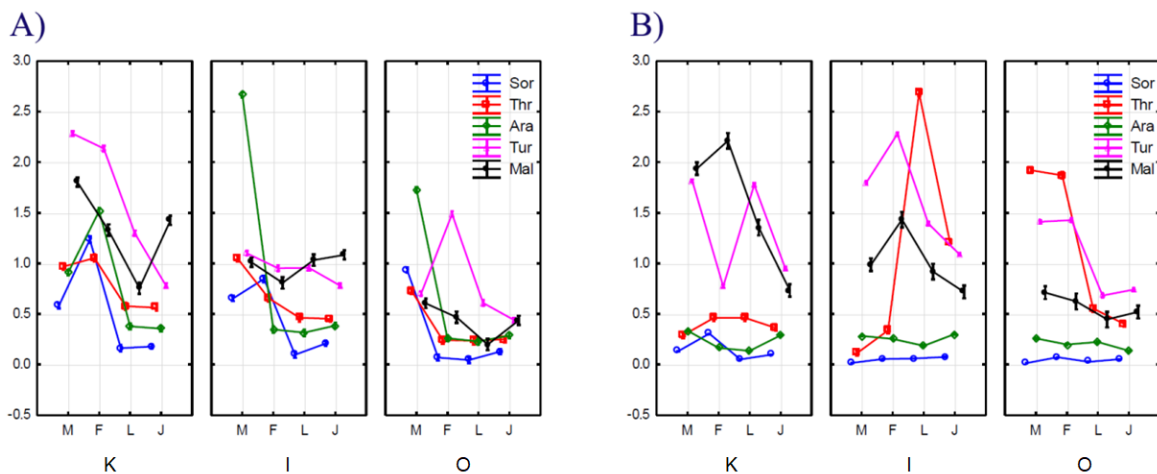 A)
3.0
2.5
2.0
1.5
1.0
0.5
0.0
-0.5
M F L J
K
M F L J
I
Sor
Thr
Ara
Tur
Mal
M F L J
O
B)
3.0
2.5
2.0
1.5
1.0
0.5
0.0
-0.5
M F L J
K
M F L J
I
Sor
Thr
Ara
Tur
Mal
M F L J
O